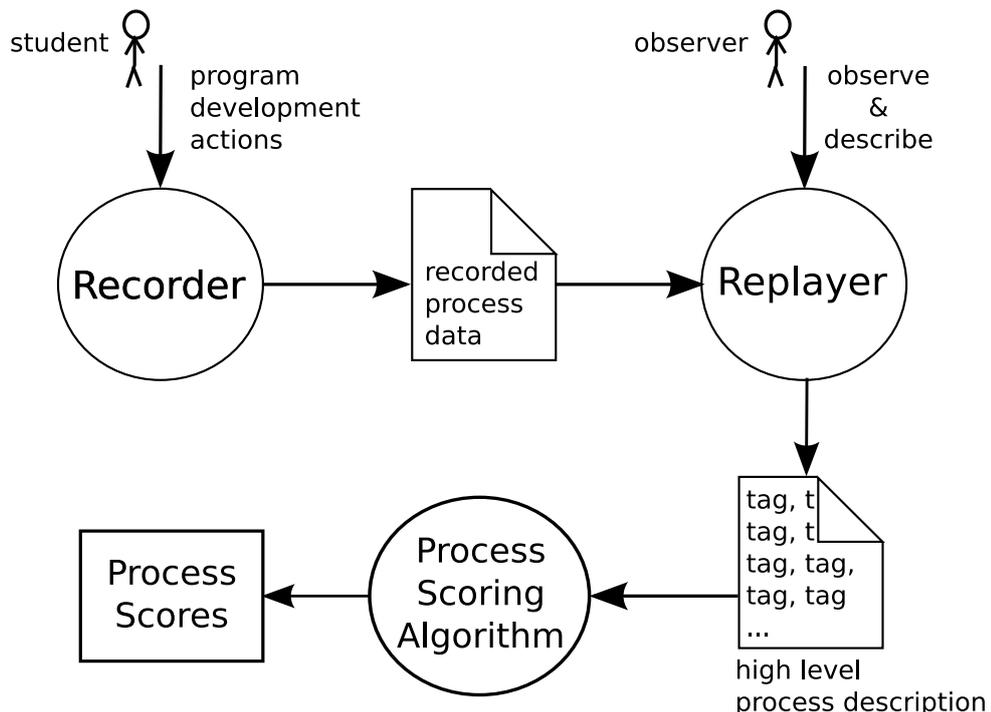 student
program
development
actions
observer
observe
&
describe
Recorder
recorded
process
data
Replayer
tag, t
tag, t
tag, tag,
tag, tag
...
high level
process description
Process
Scoring
Algorithm
Process
Scores